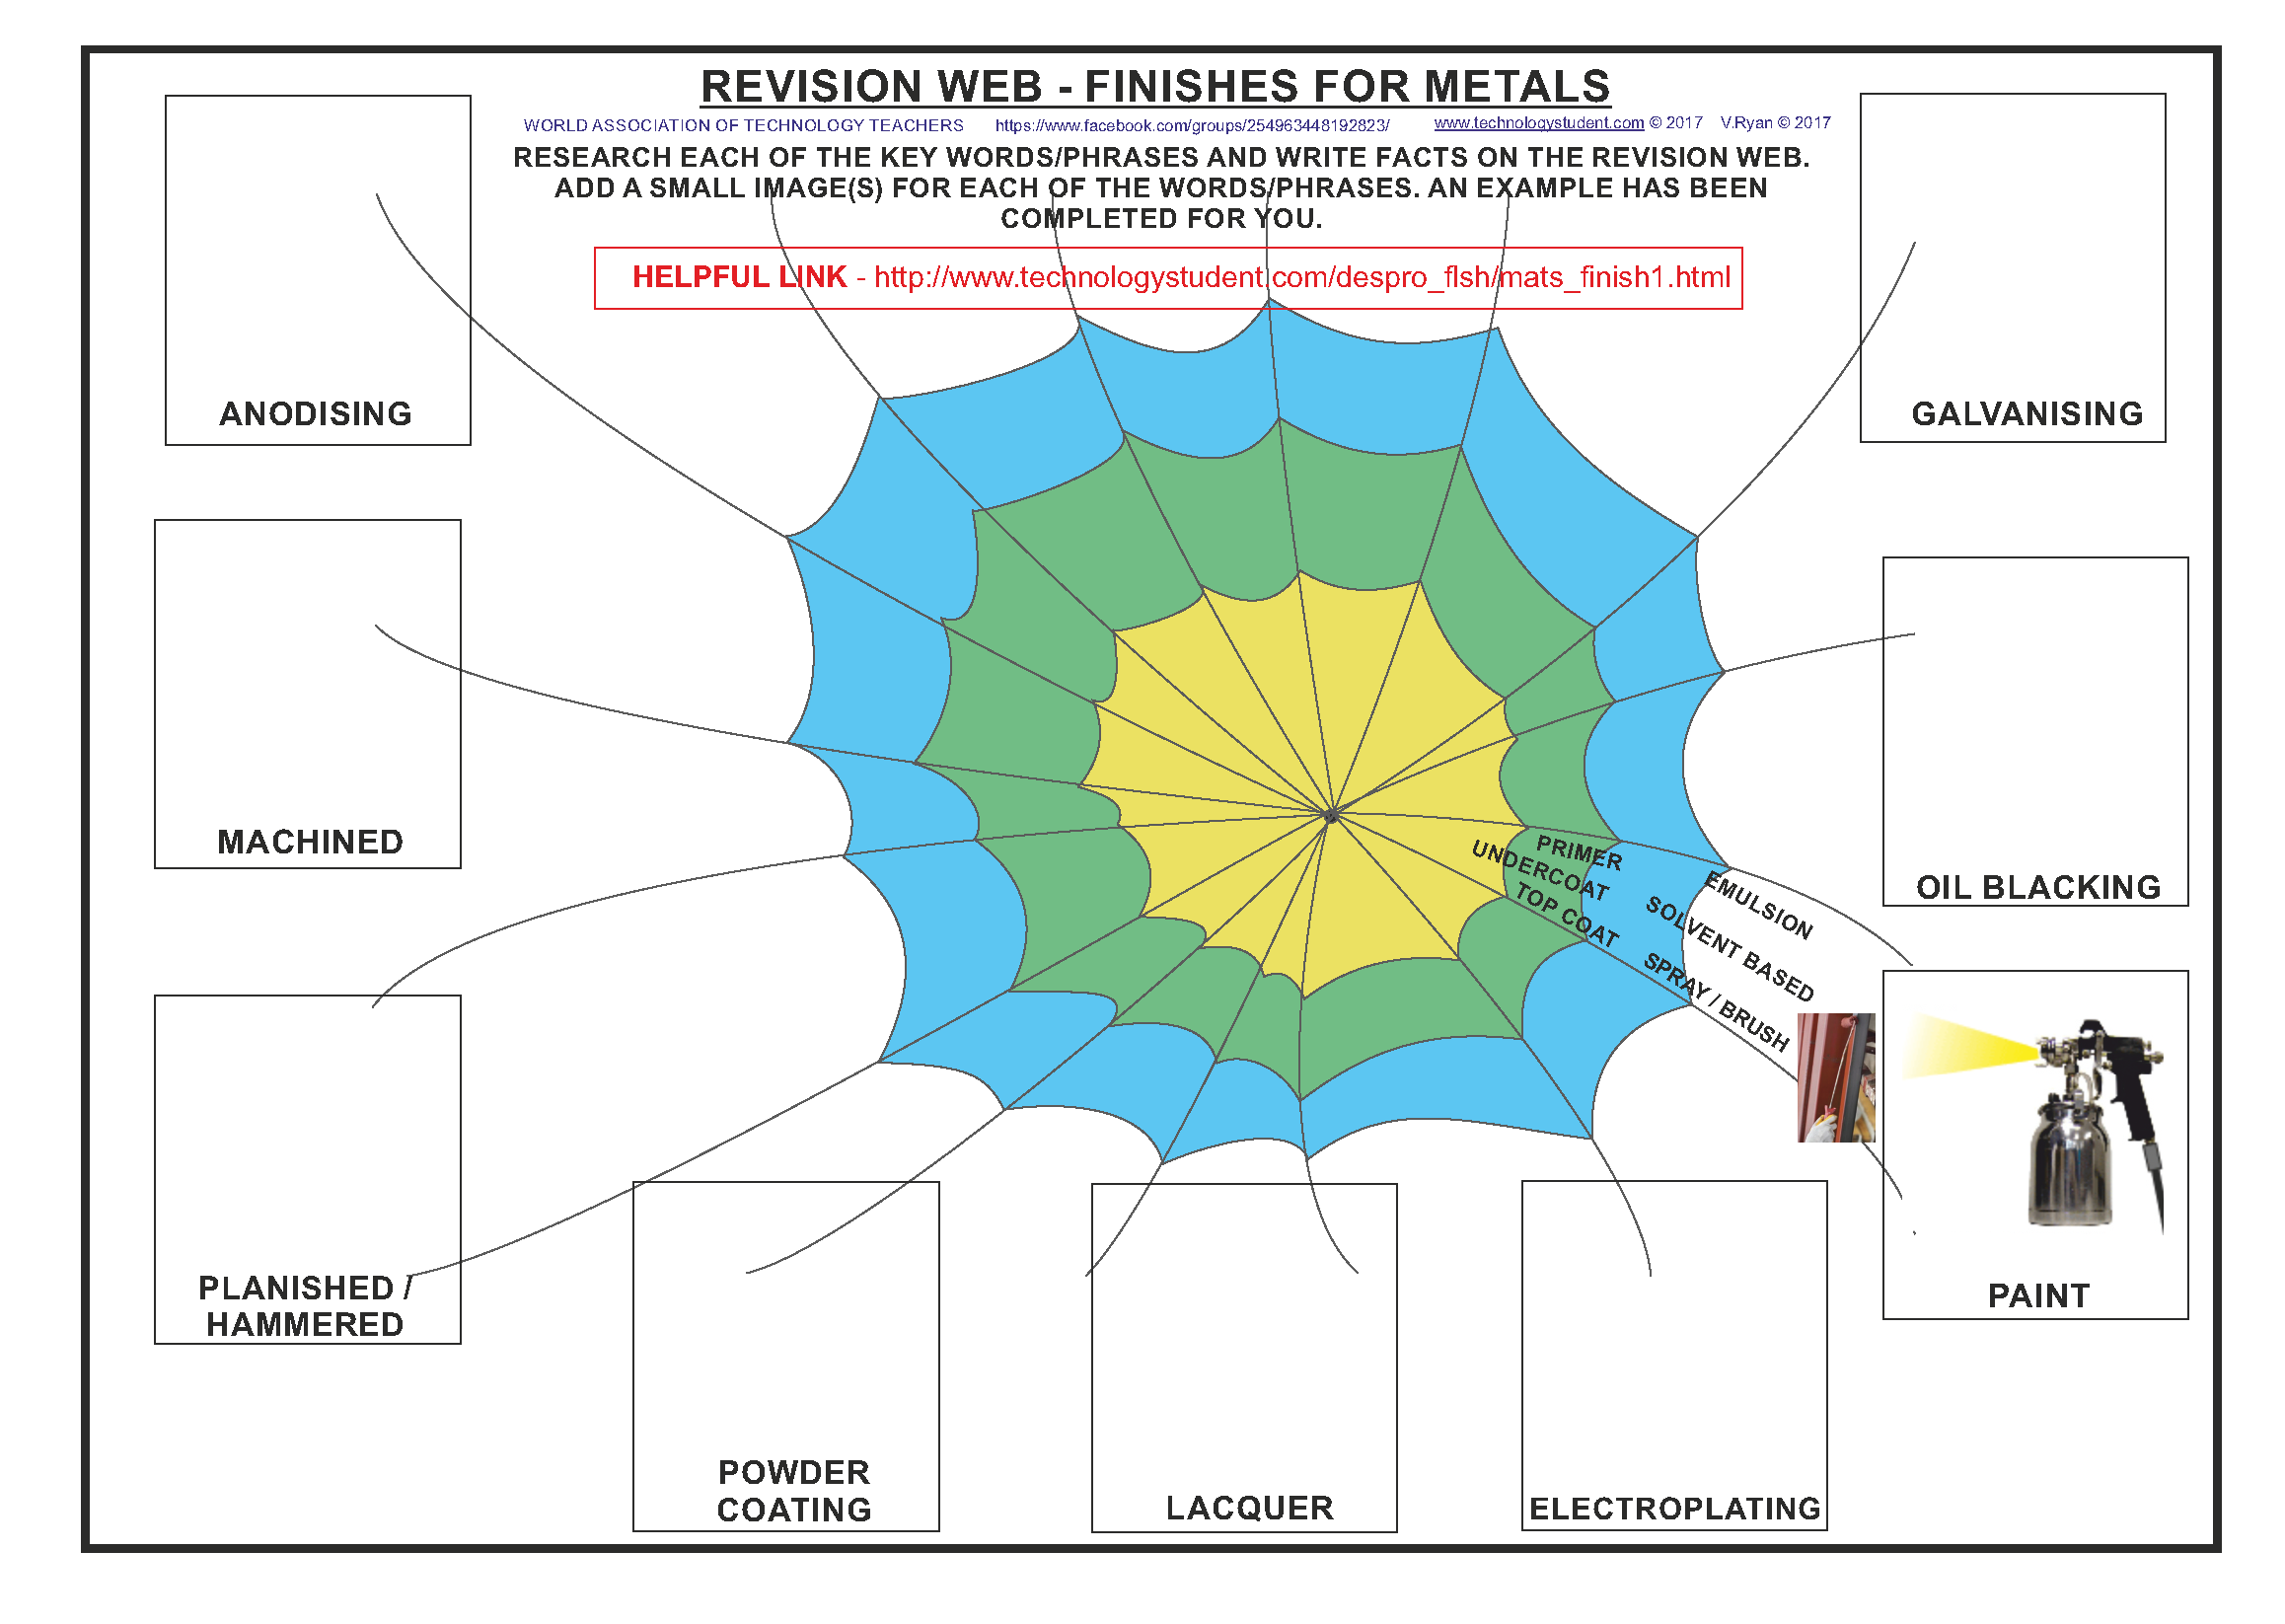 REVISION WEB - FINISHES FOR METALS
WORLD ASSOCIATION OF TECHNOLOGY TEACHERS https://www.facebook.com/groups/254963448192823/ www.technologystudent.com © 2017 V.Ryan © 2017
RESEARCH EACH OF THE KEY WORDS/PHRASES AND WRITE FACTS ON THE REVISION WEB.
ADD A SMALL IMAGE(S) FOR EACH OF THE WORDS/PHRASES. AN EXAMPLE HAS BEEN
COMPLETED FOR YOU.
HELPFUL LINK - http://www.technologystudent.com/despro_flsh/mats_finish1.html
ANODISING
GALVANISING
MACHINED
OIL BLACKING
PRIMER
UNDERCOAT
TOP COAT
EMULSION
SOLVENT BASED
SPRAY / BRUSH
PLANISHED /
HAMMERED
PAINT
POWDER
COATING
LACQUER
ELECTROPLATING